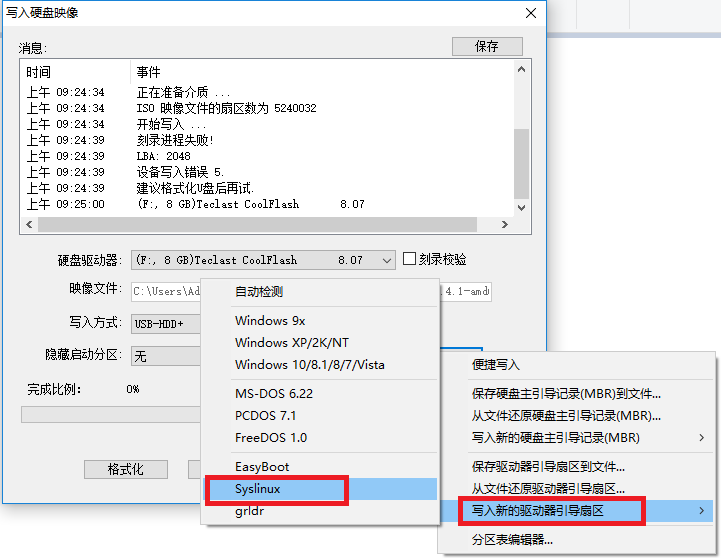 写入硬盘映像
消息:
保存
时间 事件
上午 09:24:34 正在准备介质 ...
上午 09:24:34 ISO 映像文件的扇区数为 5240032
上午 09:24:34 开始写入 ...
上午 09:24:39 刻录进程失败!
上午 09:24:39 LBA: 2048
上午 09:24:39 设备写入错误 5.
上午 09:24:39 建议格式化U盘后再试.
上午 09:25:00 (F:, 8 GB)Teclast CoolFlash 8.07
硬盘驱动器: (F:, 8 GB)Teclast CoolFlash 8.07 刻录校验
映像文件: C:\Users\Ad 4.1-amd
写入方式: USB-HDD+
隐藏启动分区: 无
完成比例: 0%
格式化
自动检测
Windows 9x
Windows XP/2K/NT
Windows 10/8.1/8/7/Vista
MS-DOS 6.22
PCDOS 7.1
FreeDOS 1.0
EasyBoot
Syslinux
grldr
便捷写入
保存硬盘主引导记录(MBR)到文件...
从文件还原硬盘主引导记录(MBR)...
写入新的硬盘主引导记录(MBR)
保存驱动器引导扇区到文件...
从文件还原驱动器引导扇区...
写入新的驱动器引导扇区
分区表编辑器...